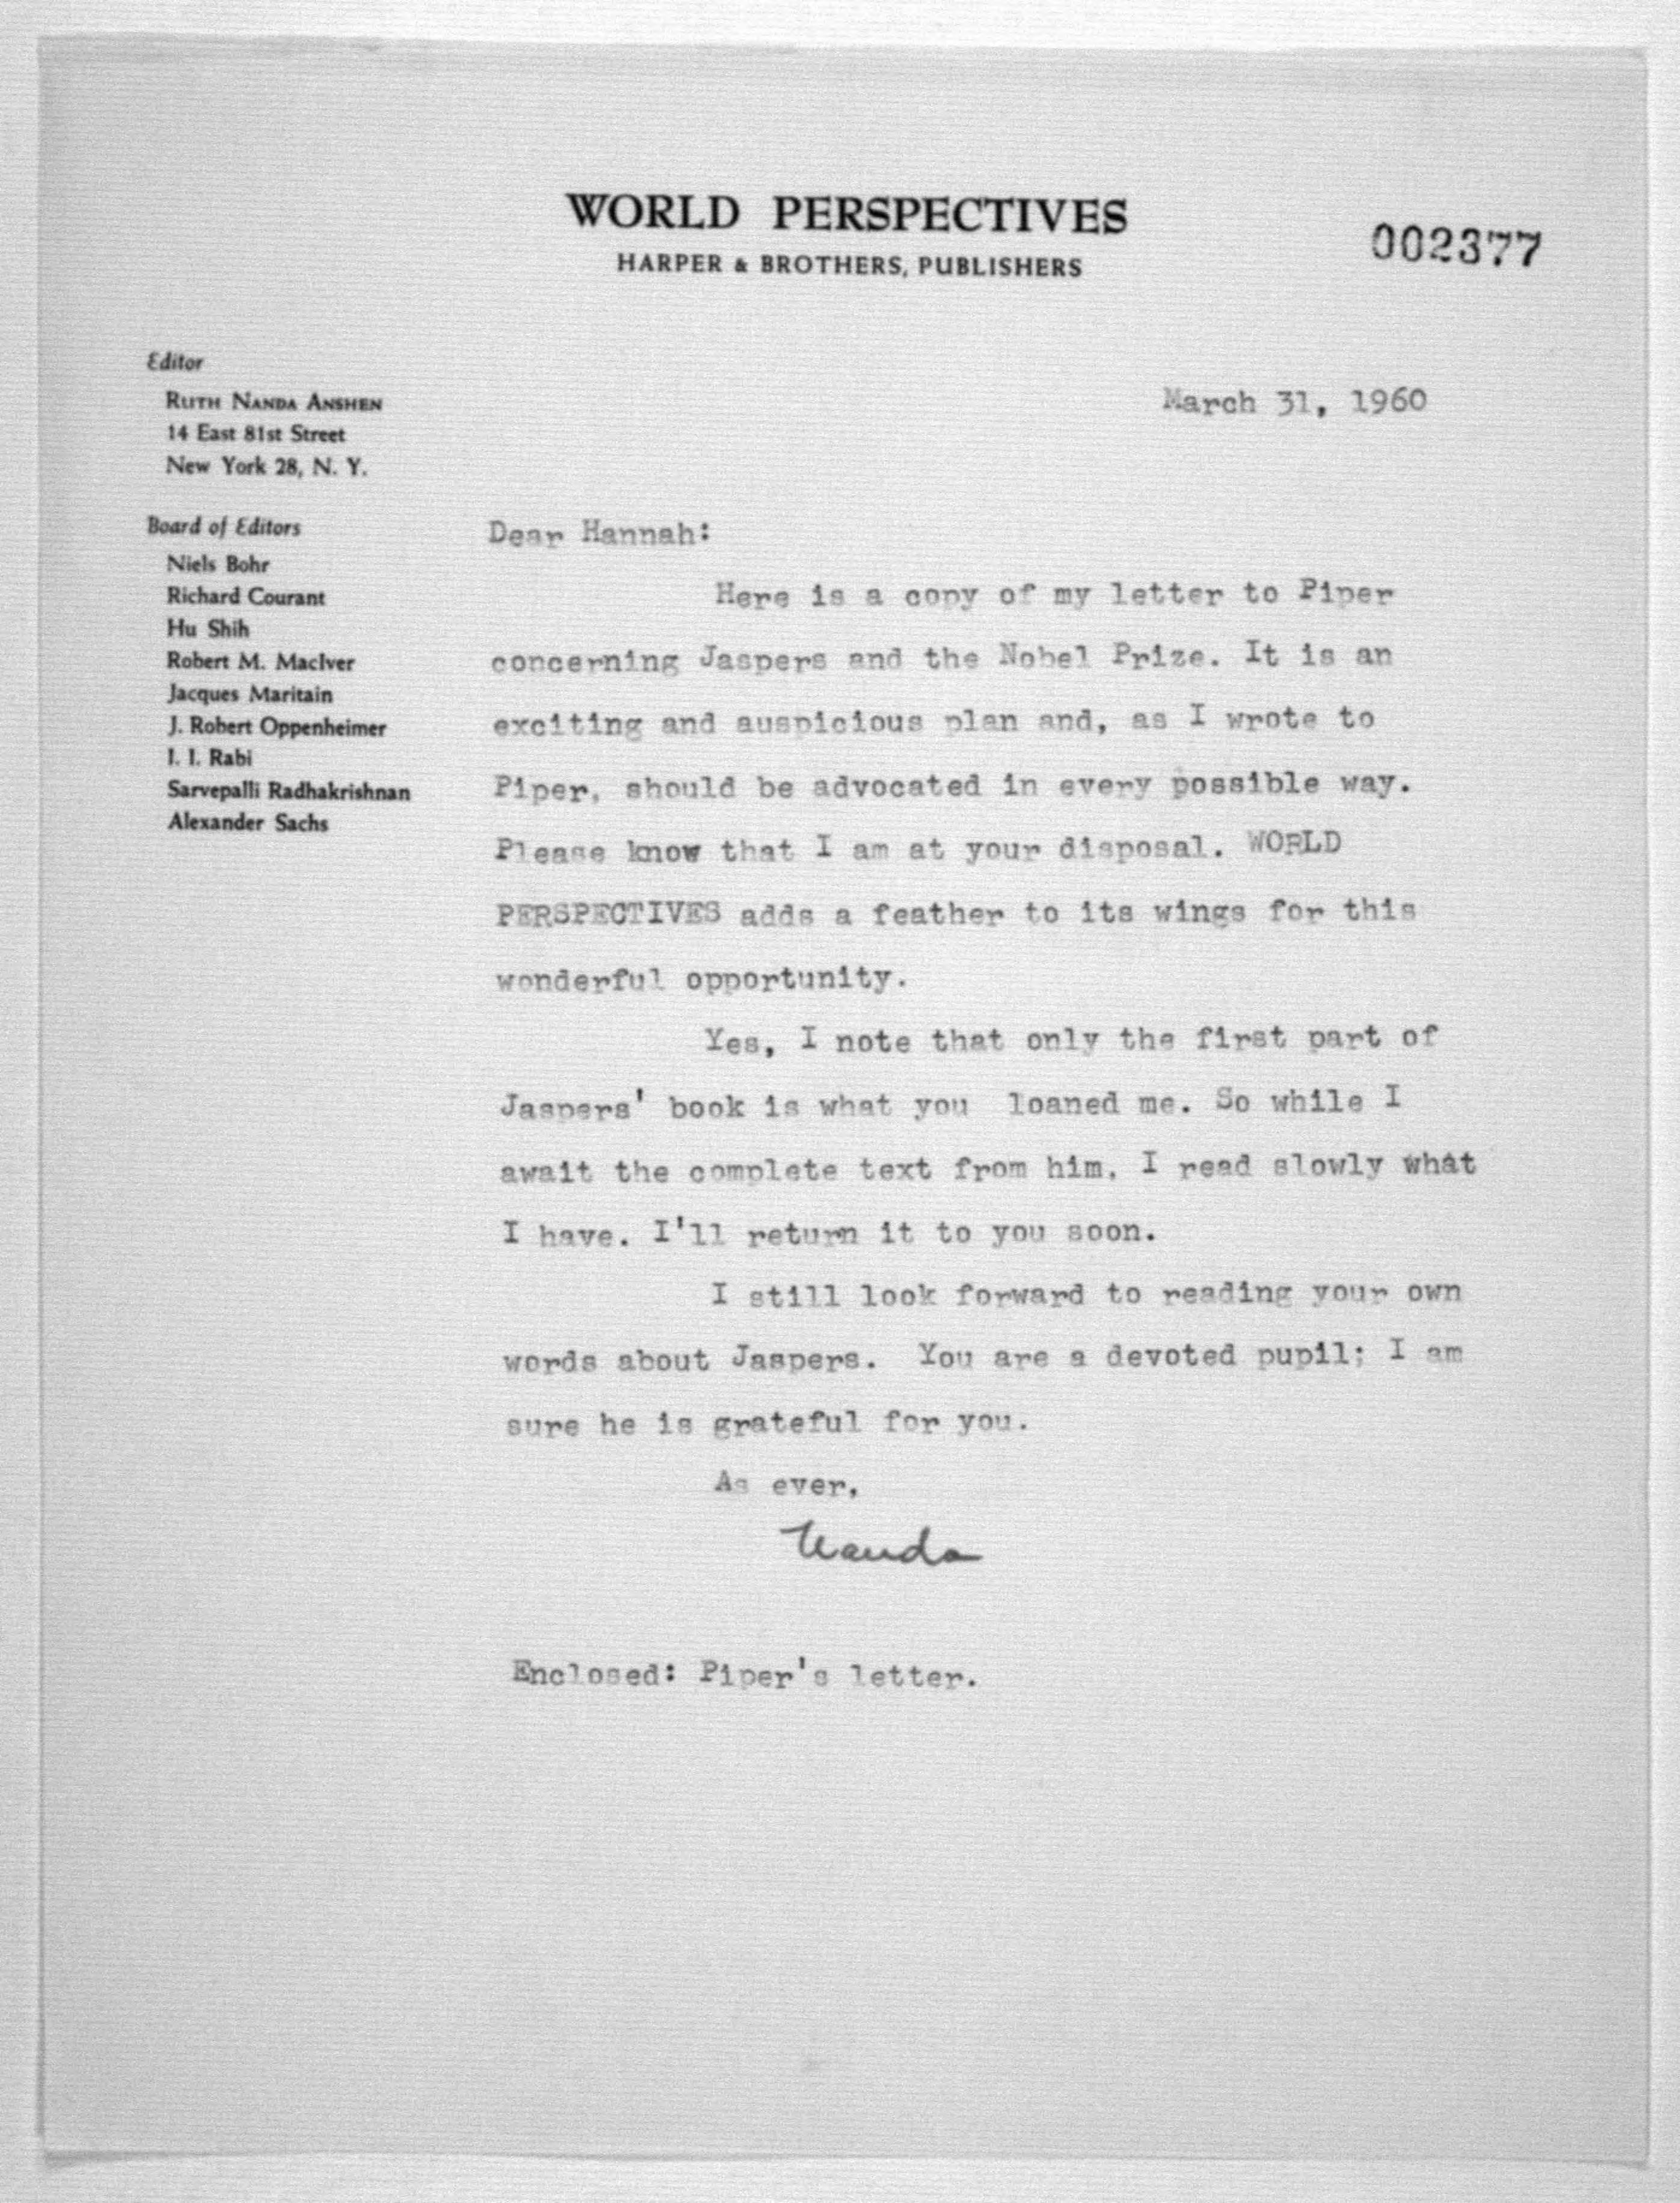 WORLD PERSPECTIVES
HARPER & BROTHERS, PUBLISHERS
002377
Editor
RUTH NANDA ANSHEN
14 East 81st Street
New York 28, N. Y.
March 31, 1960
Board of Editors
Niels Bohr
Richard Courant
Hu Shih
Robert M. MacIver
Jacques Maritain
J. Robert Oppenheimer
I. I. Rabi
Sarvepalli Radhakrishnan
Alexander Sachs
Dear Hannah:
Here is a copy of my letter to Piper
concerning Jaspers and the Nobel Prize. It is an
exciting and auspicious plan and, as I wrote to
Piper, should be advocated in every possible way.
Please know that I am at your disposal. WORLD
PERSPECTIVES adds a feather to its wings for this
wonderful opportunity.
Yes, I note that only the first part of
Jaspers' book is what you loaned me. So while I
await the complete text from him, I read slowly what
I have. I'll return it to you soon.
I still look forward to reading your own
words about Jaspers. You are a devoted pupil; I am
sure he is grateful for you.
As ever,
Nanda
Enclosed: Piper's letter.